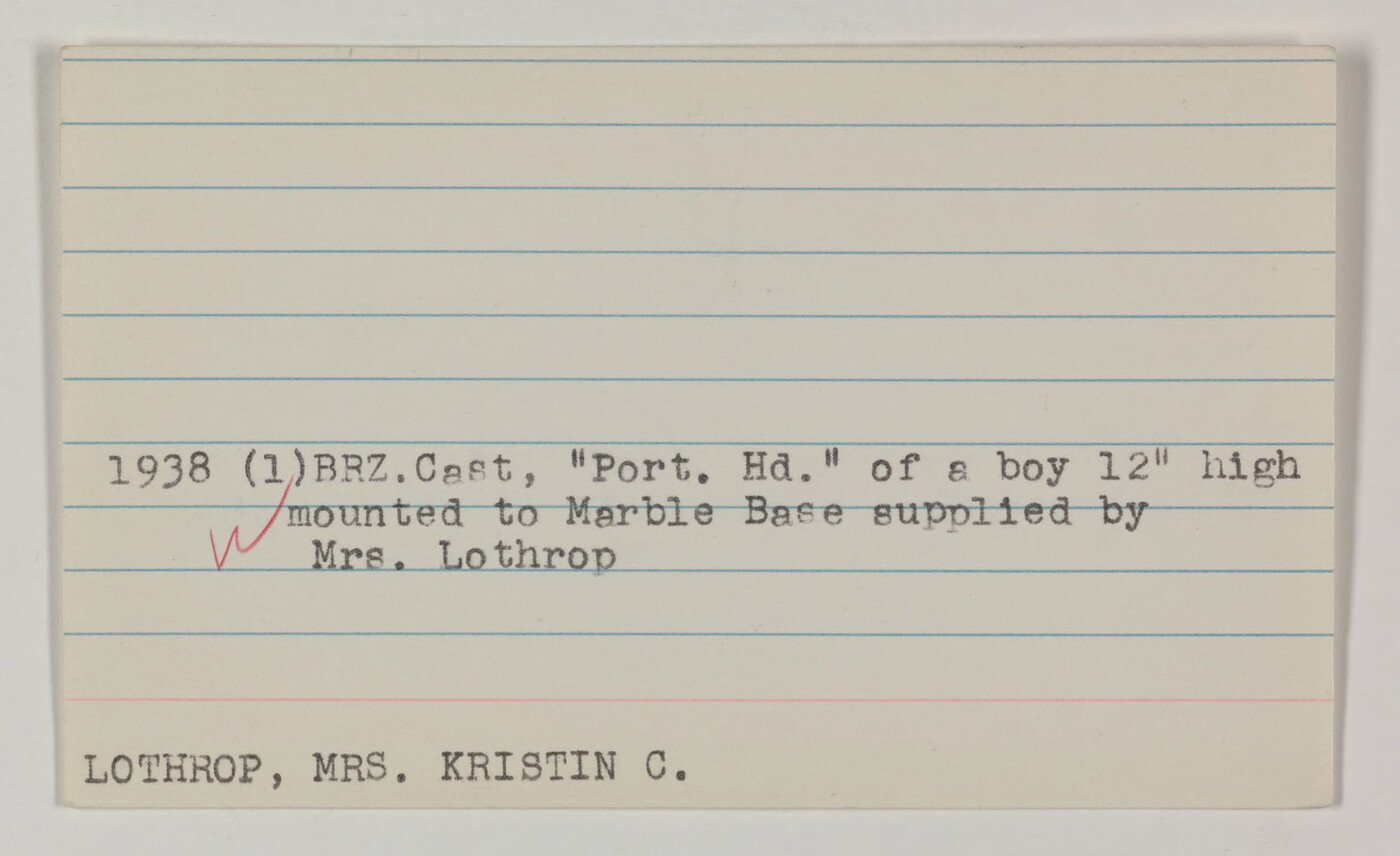 1938 (1)BRZ.Cast, "Port. Hd." of a boy 12" high
mounted to Marble Base supplied by
Mrs. Lothrop
LOTHROP, MRS. KRISTIN C.